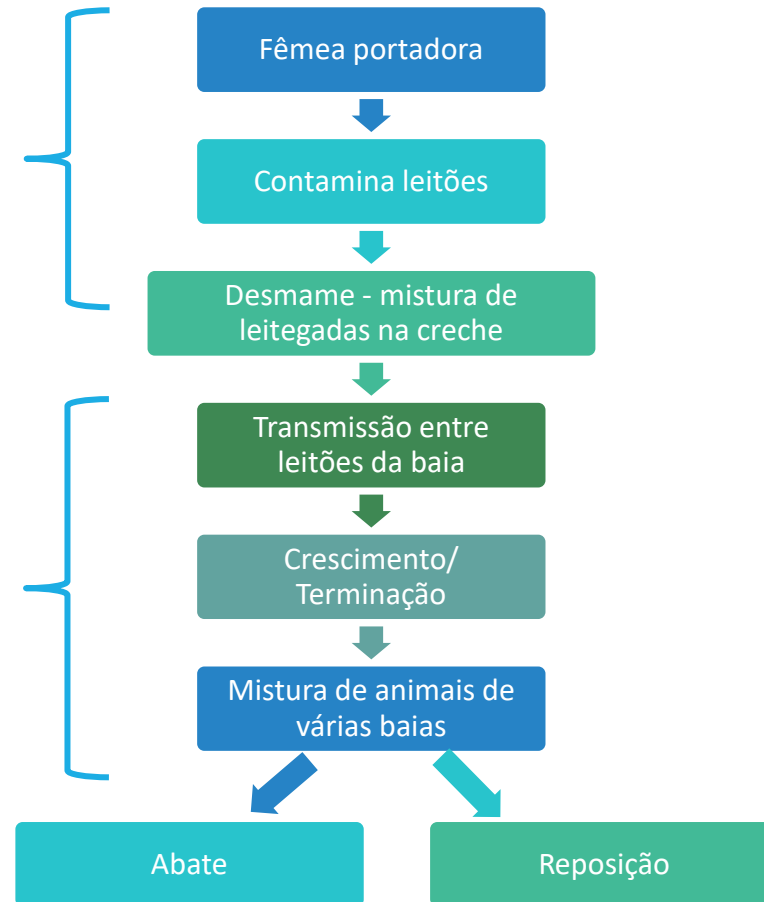 Fêmea portadora
Contamina leitões
Desmame - mistura de
leitegadas na creche
Transmissão entre
leitões da baia
Crescimento/
Terminação
Mistura de animais de
várias baias
Abate
Reposição